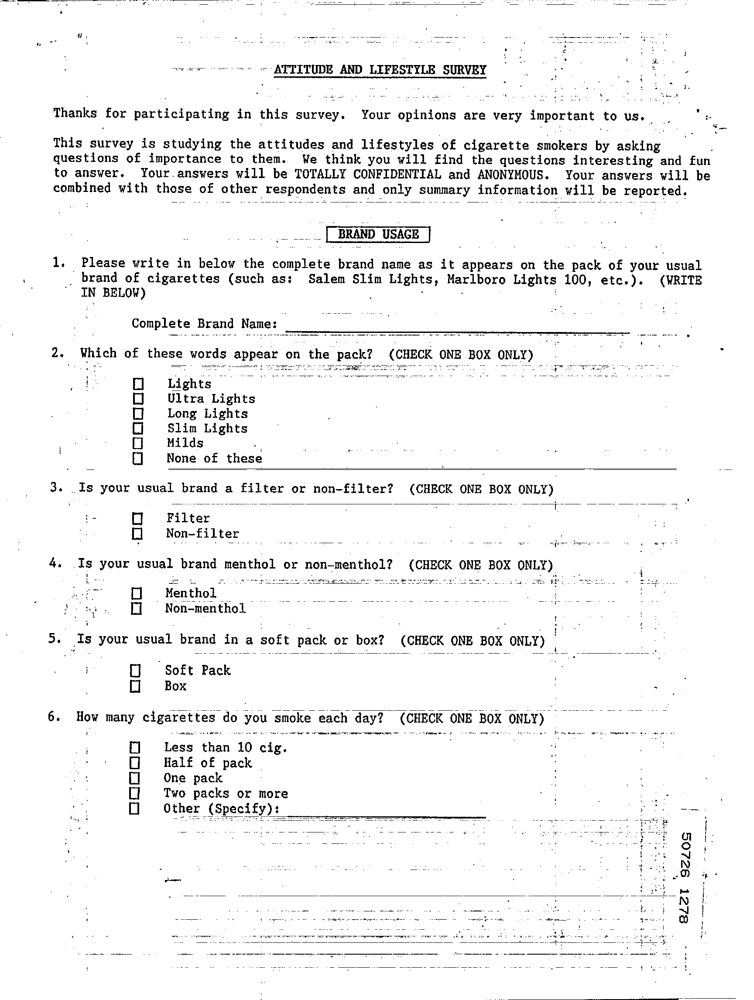 ATTITUDE AND LIFESTYLE SURVEY
Thanks for participating in this survey. Your opinions are very important to us.
This survey is studying the attitudes and lifestyles of cigarette smokers by asking
questions of importance to them. We think you will find the questions interesting and fun
to answer. Your answers will be TOTALLY CONFIDENTIAL and ANONYMOUS. Your answers will be
combined with those of other respondents and only summary information will be reported.
BRAND USAGE
1. Please write in below the complete brand name as it appears on the pack of your usual
brand of cigarettes (such as: Salem Slim Lights, Marlboro Lights 100, etc.). (WRITE
IN BELOW)
Complete Brand Name:
2. Which of these words appear on the pack? (CHECK ONE BOX ONLY)
Lights
Ultra Lights
Long Lights
Slim Lights
Milds
None of these
3. Is your usual brand a filter or non-filter? (CHECK ONE BOX ONLY)
Filter
Non-filter
4. Is your usual brand menthol or non-menthol? (CHECK ONE BOX ONLY)
Menthol
Non-menthol
5. Is your usual brand in a soft pack or box? (CHECK ONE BOX ONLY)
Soft Pack
Box
6. How many cigarettes do you smoke each day? (CHECK ONE BOX ONLY)
Less than 10 cig.
Half of pack
One pack
Two packs or more
Other (Specify):
50726 1278